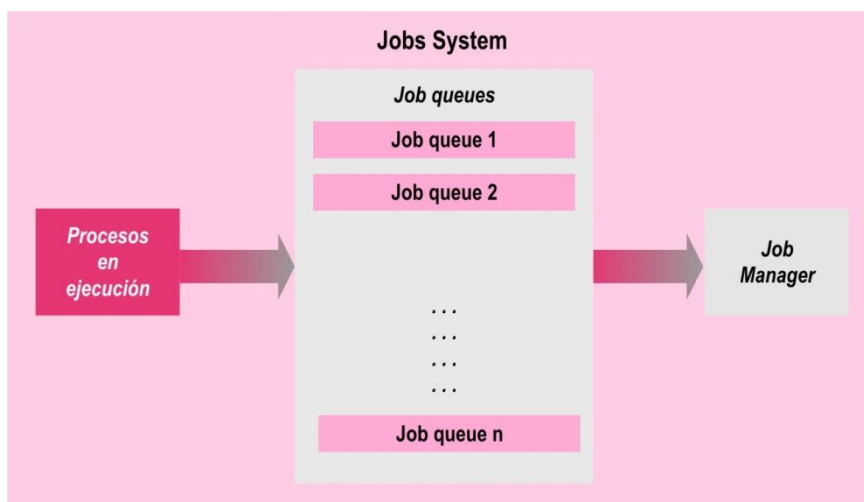 Jobs System
Job queues
Job queue 1
Job queue 2
Procesos
en
ejecución
. . .
. . .
. . .
. . .
Job queue n
Job
Manager